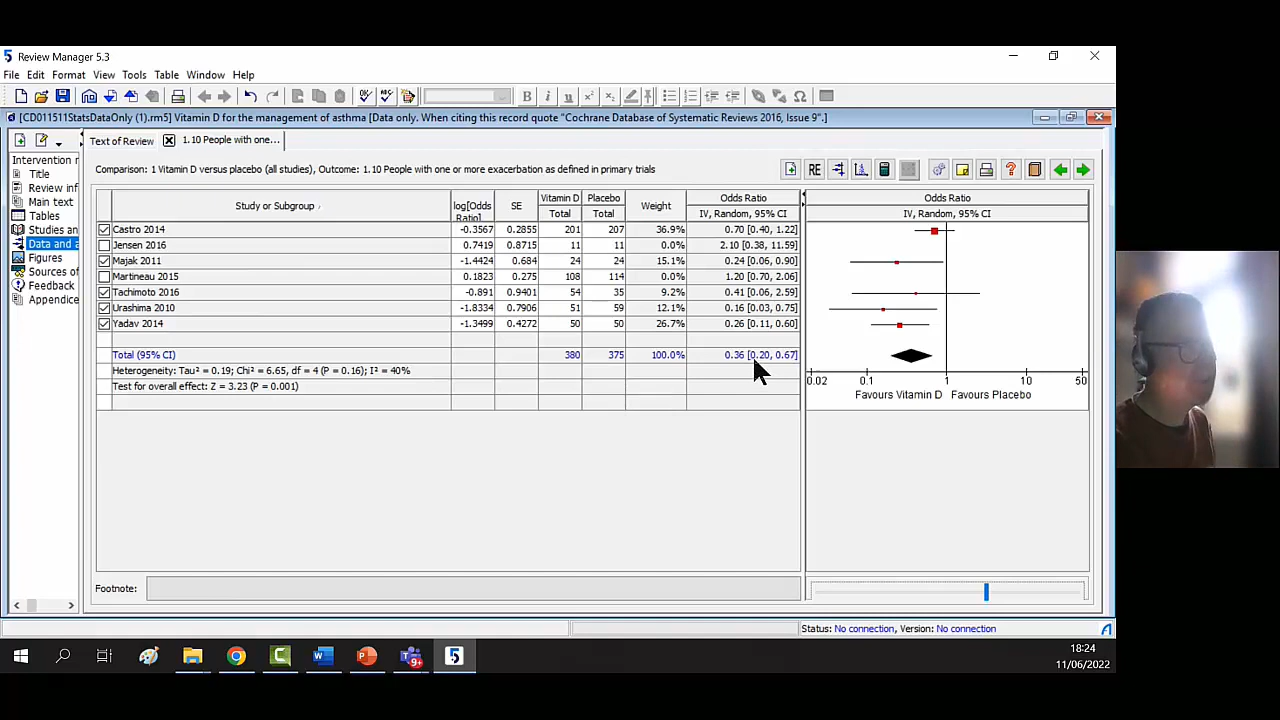 5 Review Manager 5.3
File Edit Format View Tools Table Window Help
[CD011511StatsDataOnly (1).rm5] Vitamin D for the management of asthma [Data only. When citing this record quote "Cochrane Database of Systematic Reviews 2016, Issue 9".]
Text of Review 1.10 People with one...
Intervention r
Title
Review inf
Main text
Tables
Studies an
Data and a
Figures
Sources of
Feedback
Appendice
Comparison: 1 Vitamin D versus placebo (all studies), Outcome: 1.10 People with one or more exacerbation as defined in primary trials
RE
Study or Subgroup log[Odds Ratio] SE Vitamin D Total Placebo Total Weight Odds Ratio IV, Random, 95% CI Odds Ratio IV, Random, 95% CI
Castro 2014 -0.3567 0.2855 201 207 36.9% 0.70 [0.40, 1.22]
Jensen 2016 0.7419 0.8715 11 11 0.0% 2.10 [0.38, 11.59]
Majak 2011 -1.4424 0.684 24 24 15.1% 0.24 [0.06, 0.90]
Martineau 2015 0.1823 0.275 108 114 0.0% 1.20 [0.70, 2.06]
Tachimoto 2016 -0.891 0.9401 54 35 9.2% 0.41 [0.06, 2.59]
Urashima 2010 -1.8334 0.7906 51 59 12.1% 0.16 [0.03, 0.75]
Yadav 2014 -1.3499 0.4272 50 50 26.7% 0.26 [0.11, 0.60]
Total (95% CI) 380 375 100.0% 0.36 [0.20, 0.67]
Heterogeneity: Tau² = 0.19; Chi² = 6.65, df = 4 (P = 0.16); I² = 40%
Test for overall effect: Z = 3.23 (P = 0.001)
0.02 0.1 1 10 50
Favours Vitamin D Favours Placebo
Footnote:
Status: No connection, Version: No connection
9+
5
18:24
11/06/2022